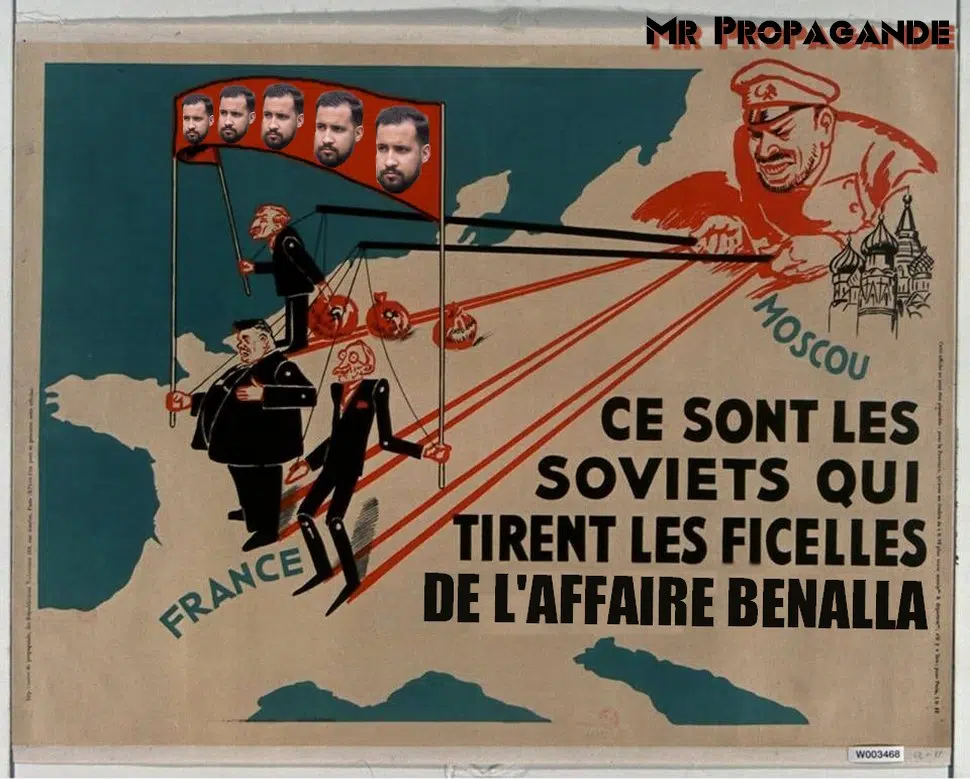 MR PROPAGANDE
MOSCOU
CE SONT LES
SOVIETS QUI
TIRENT LES FICELLES
DE L'AFFAIRE BENALLA
FRANCE
W003468